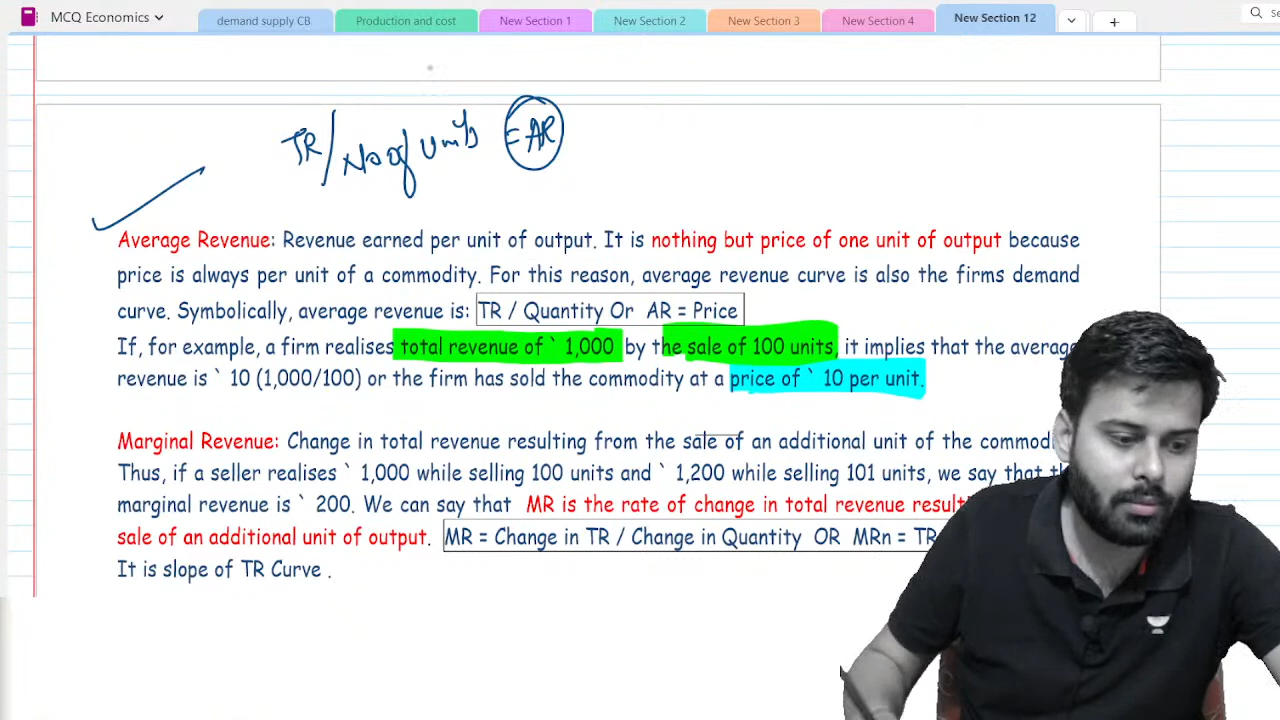 MCQ Economics
demand supply CB
Production and cost
New Section 1
New Section 2
New Section 3
New Section 4
New Section 12
+
Se
TR/No of Units = AR
Average Revenue: Revenue earned per unit of output. It is nothing but price of one unit of output because
price is always per unit of a commodity. For this reason, average revenue curve is also the firms demand
curve. Symbolically, average revenue is: TR / Quantity Or AR = Price
If, for example, a firm realises total revenue of ` 1,000 by the sale of 100 units, it implies that the average
revenue is ` 10 (1,000/100) or the firm has sold the commodity at a price of ` 10 per unit.
Marginal Revenue: Change in total revenue resulting from the sale of an additional unit of the commodi
Thus, if a seller realises ` 1,000 while selling 100 units and ` 1,200 while selling 101 units, we say that th
marginal revenue is ` 200. We can say that MR is the rate of change in total revenue resul
sale of an additional unit of output. MR = Change in TR / Change in Quantity OR MRn = TR
It is slope of TR Curve .